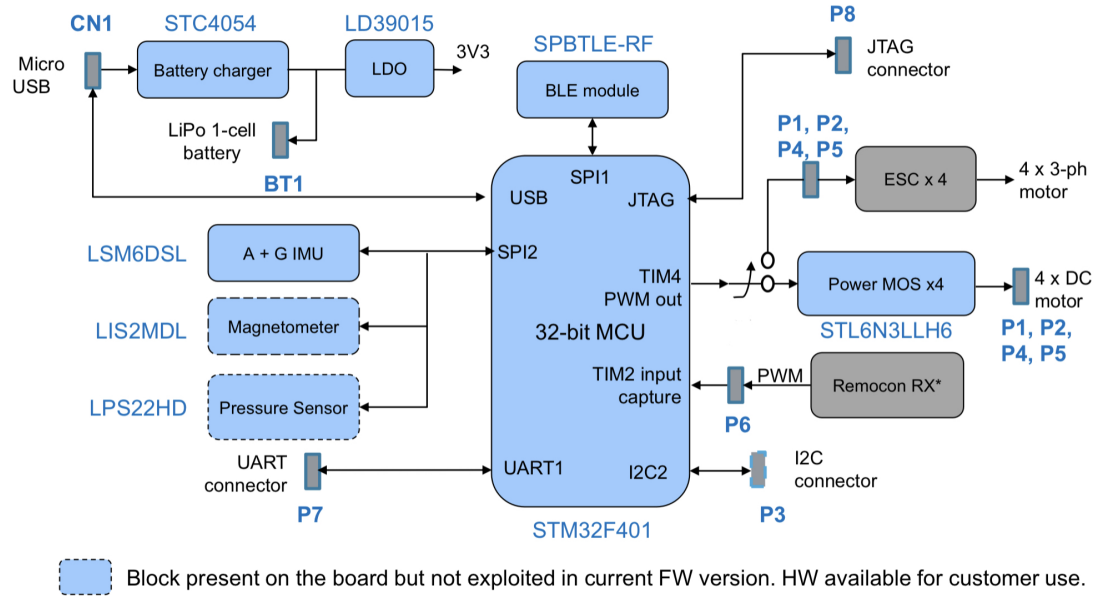 CN1
STC4054
LD39015
P8
Micro
USB
Battery charger
LDO
3V3
SPBTLE-RF
BLE module
JTAG
connector
LiPo 1-cell
battery
BT1
P1, P2,
P4, P5
ESC x 4
4 x 3-ph
motor
SPI1
USB
JTAG
LSM6DSL
A + G IMU
SPI2
TIM4
PWM out
Power MOS x4
4 x DC
motor
LIS2MDL
Magnetometer
32-bit MCU
STL6N3LLH6
P1, P2,
P4, P5
LPS22HD
Pressure Sensor
TIM2 input
capture
PWM
Remocon RX*
P6
UART
connector
P7
UART1
I2C2
I2C
connector
P3
STM32F401
Block present on the board but not exploited in current FW version. HW available for customer use.